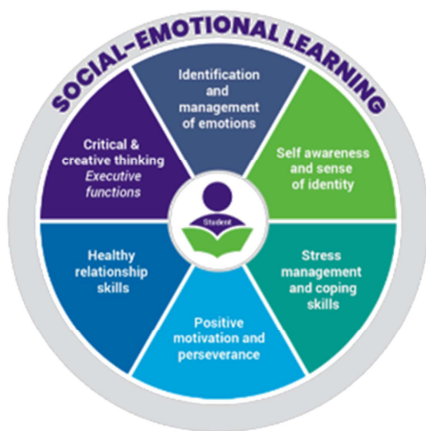 SOCIAL-EMOTIONAL LEARNING
Identification
and
management
of emotions
Self awareness
and sense
of identity
Stress
management
and coping
skills
Positive
motivation and
perseverance
Healthy
relationship
skills
Critical &
creative thinking
Executive
functions
Student